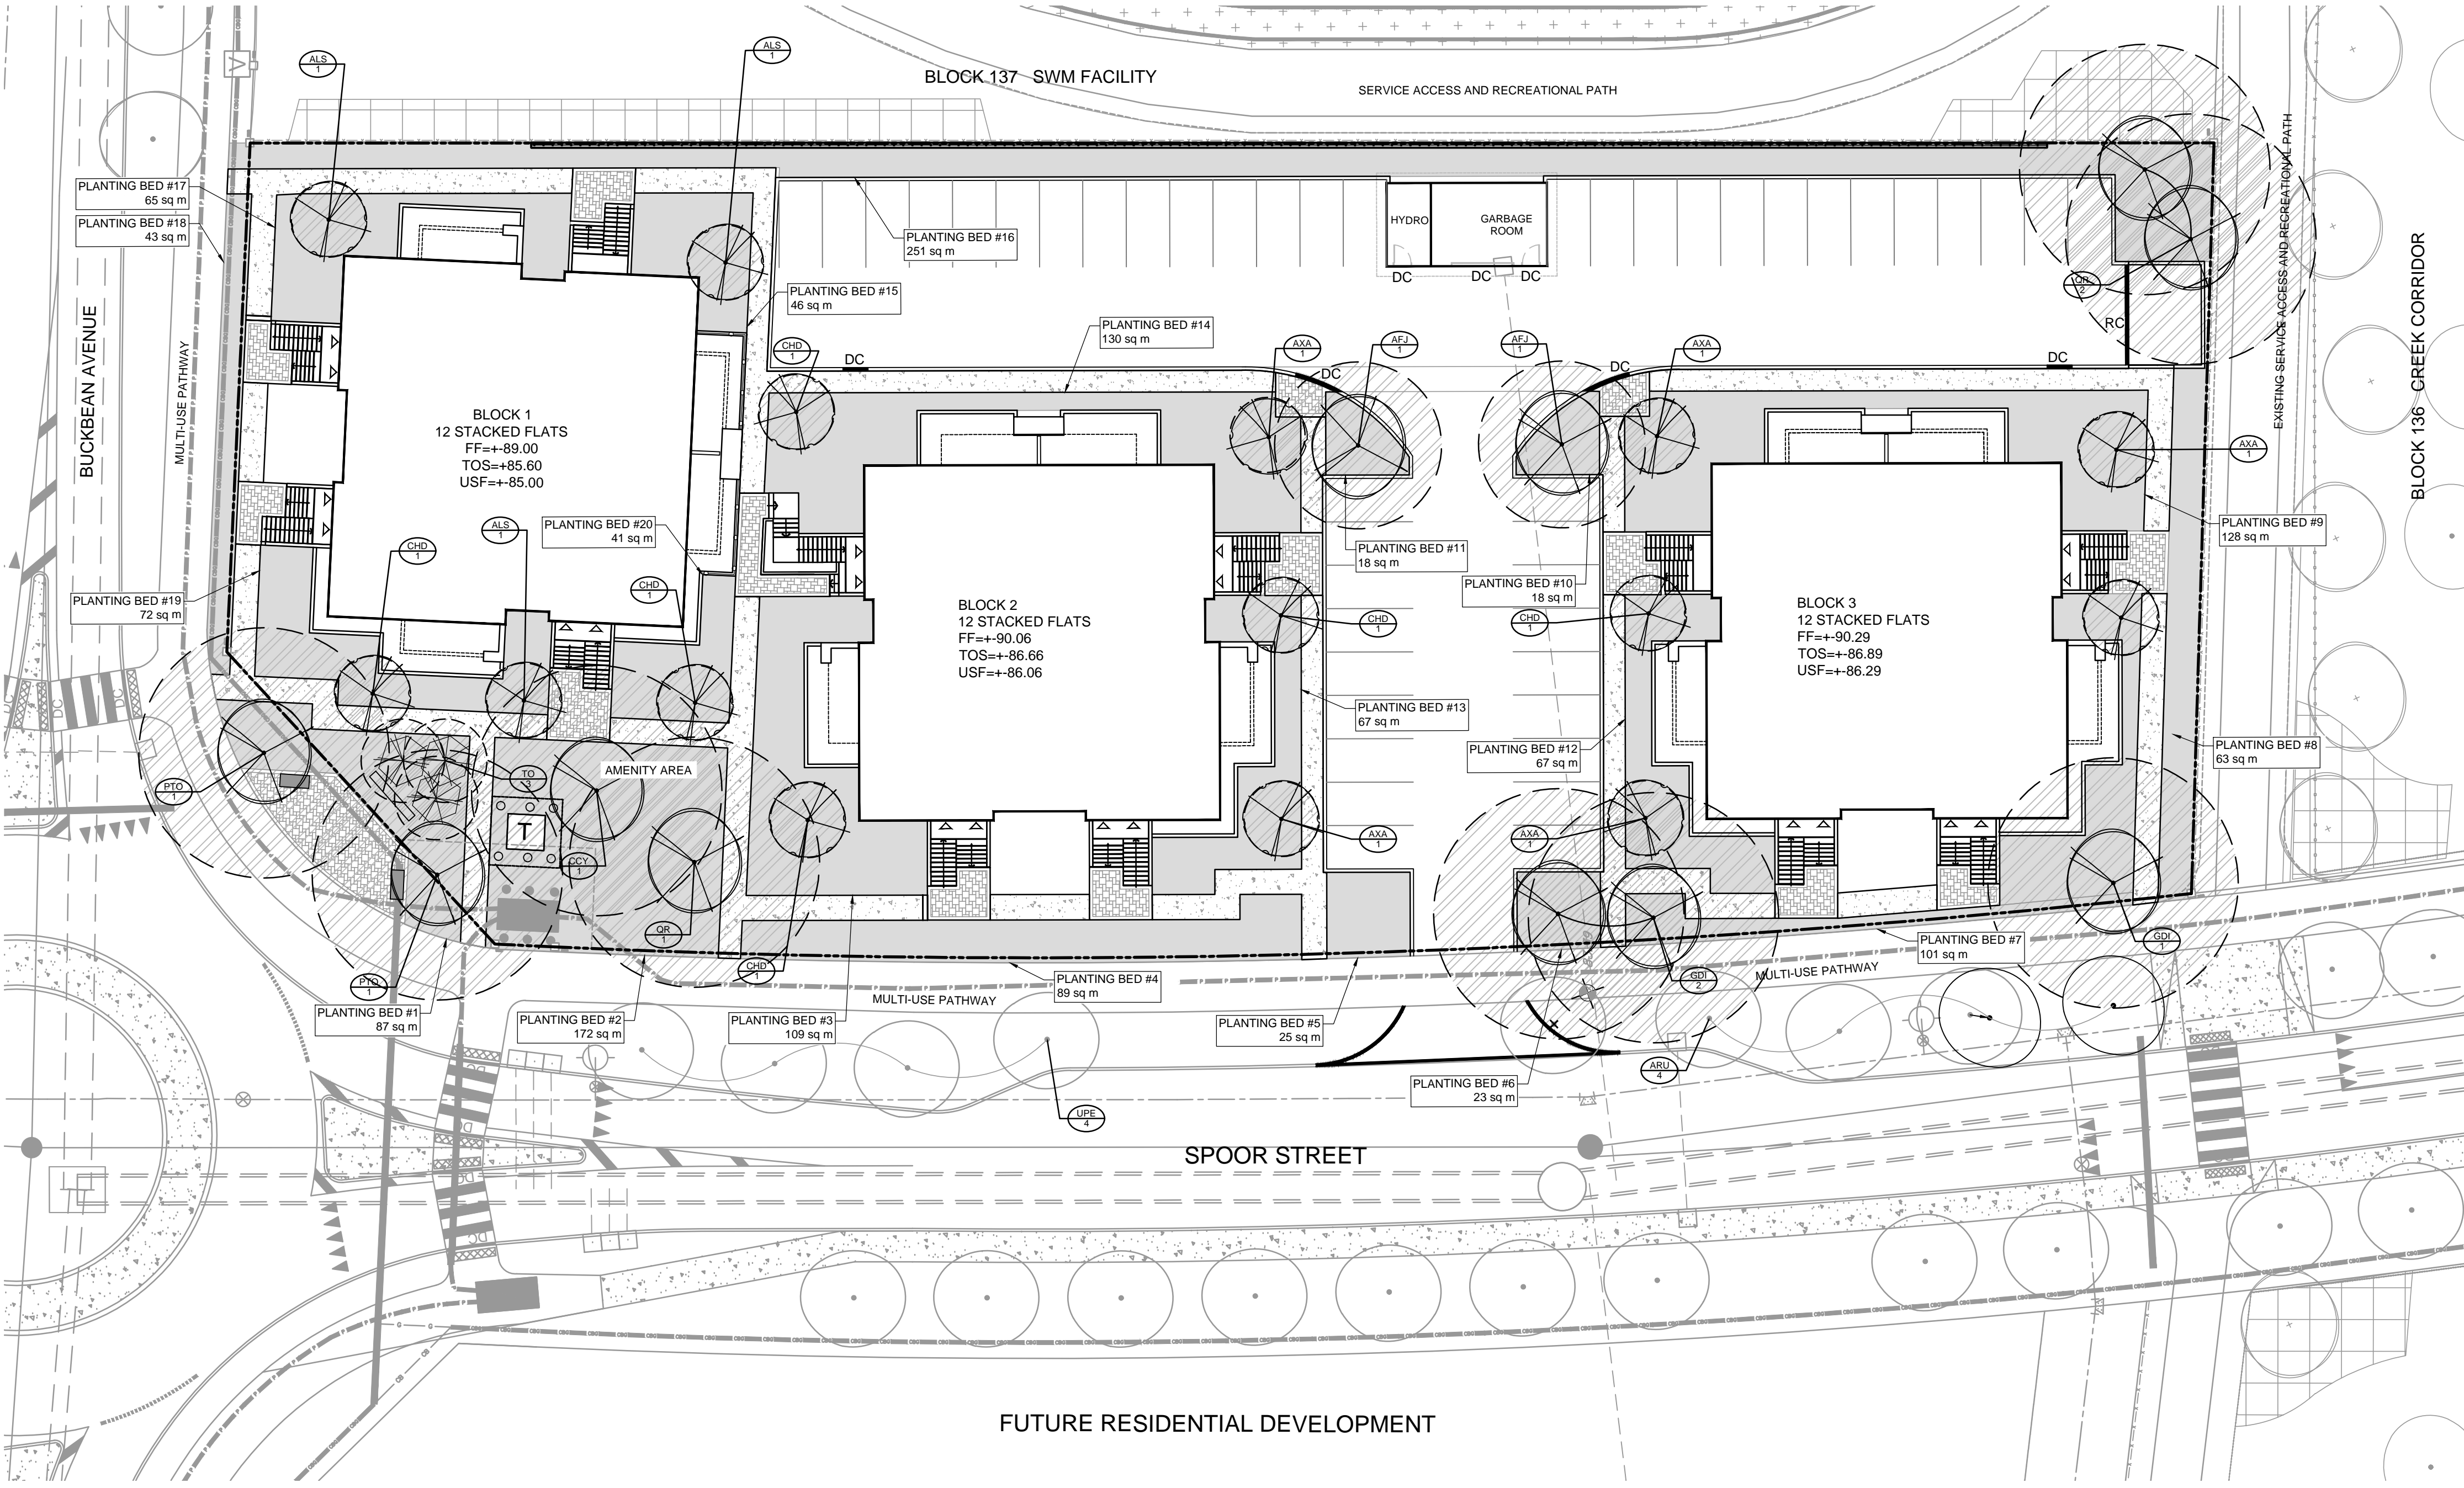 ALS
1
ALS
1
BLOCK 137 SWM FACILITY
SERVICE ACCESS AND RECREATIONAL PATH
PLANTING BED #17
65 sq m
PLANTING BED #18
43 sq m
PLANTING BED #16
251 sq m
HYDRO
GARBAGE
ROOM
DC
DC
DC
QR
2
RC
EXISTING SERVICE ACCESS AND RECREATIONAL PATH
BLOCK 136 CREEK CORRIDOR
BUCKBEAN AVENUE
MULTI-USE PATHWAY
PLANTING BED #15
46 sq m
PLANTING BED #14
130 sq m
CHD
1
DC
AXA
1
AFJ
1
AFJ
1
AXA
1
DC
DC
DC
BLOCK 1
12 STACKED FLATS
FF=+-89.00
TOS=+85.60
USF=+-85.00
AXA
1
ALS
1
PLANTING BED #20
41 sq m
CHD
1
CHD
1
PLANTING BED #9
128 sq m
PLANTING BED #11
18 sq m
PLANTING BED #10
18 sq m
PLANTING BED #19
72 sq m
BLOCK 2
12 STACKED FLATS
FF=+-90.06
TOS=+-86.66
USF=+-86.06
CHD
1
CHD
1
BLOCK 3
12 STACKED FLATS
FF=+-90.29
TOS=+-86.89
USF=+-86.29
PLANTING BED #13
67 sq m
PLANTING BED #12
67 sq m
PLANTING BED #8
63 sq m
DC
DC
DC
PTO
1
TO
3
AMENITY AREA
T
CCY
1
AXA
1
AXA
1
QR
1
CHD
1
PTO
1
PLANTING BED #1
87 sq m
PLANTING BED #2
172 sq m
PLANTING BED #3
109 sq m
MULTI-USE PATHWAY
PLANTING BED #4
89 sq m
PLANTING BED #5
25 sq m
PLANTING BED #6
23 sq m
GDI
2
MULTI-USE PATHWAY
PLANTING BED #7
101 sq m
GDI
1
ARU
4
UPE
4
DC
DC
DC
DC
DC
SPOOR STREET
FUTURE RESIDENTIAL DEVELOPMENT